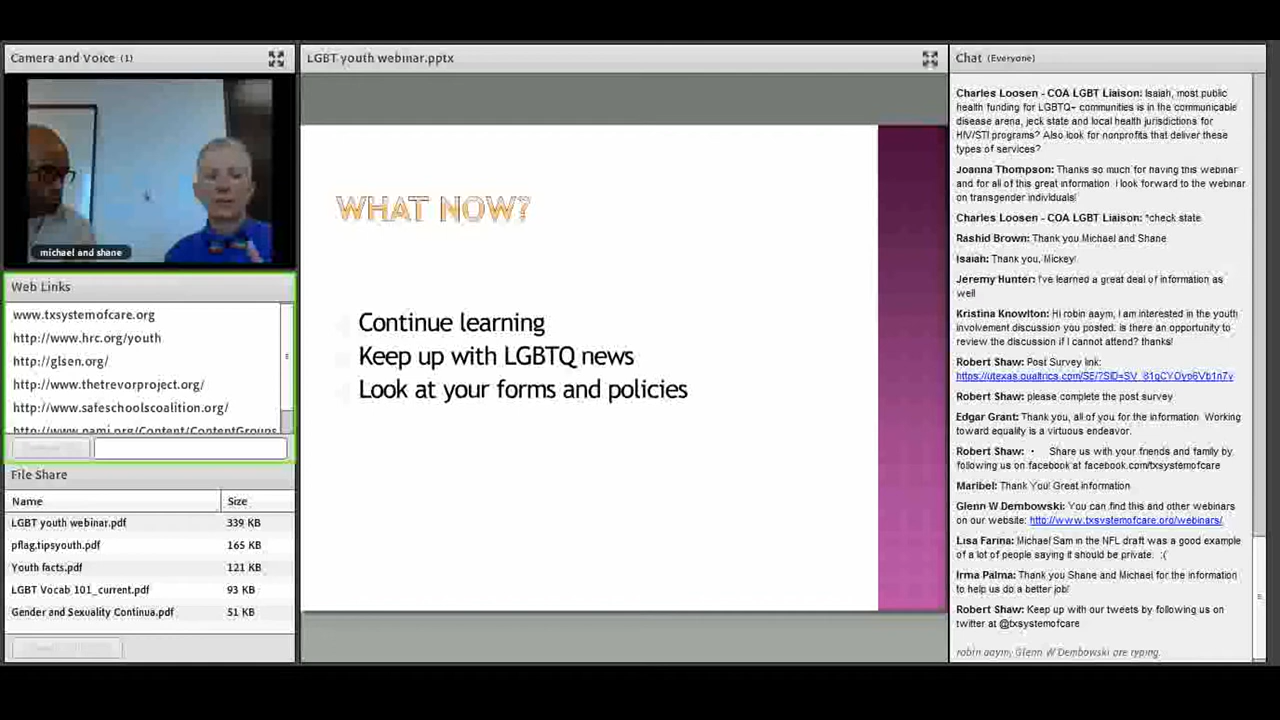 Camera and Voice (1)
michael and shane
Web Links
www.txsystemofcare.org
http://www.hrc.org/youth
http://glsen.org/
http://www.thetrevorproject.org/
http://www.safeschoolscoalition.org/
http://www.nami.org/Content/ContentGroups
File Share
Name Size
LGBT youth webinar.pdf 339 KB
pflag.tipsyouth.pdf 165 KB
Youth facts.pdf 121 KB
LGBT Vocab 101_current.pdf 93 KB
Gender and Sexuality Continua.pdf 51 KB
LGBT youth webinar.pptx
WHAT NOW?
Continue learning
Keep up with LGBTQ news
Look at your forms and policies
Chat (Everyone)
Charles Loosen - COA LGBT Liaison: Isaiah, most public
health funding for LGBTQ+ communities is in the communicable
disease arena, jeck state and local health jurisdictions for
HIV/STI programs? Also look for nonprofits that deliver these
types of services?
Joanna Thompson: Thanks so much for having this webinar
and for all of this great information I look forward to the webinar
on transgender individuals!
Charles Loosen - COA LGBT Liaison: *check state
Rashid Brown: Thank you Michael and Shane
Isaiah: Thank you, Mickey!
Jeremy Hunter: I've learned a great deal of information as
well
Kristina Knowlton: Hi robin aaym, I am interested in the youth
involvement discussion you posted. is there an opportunity to
review the discussion if I cannot attend? thanks!
Robert Shaw: Post Survey link:
Robert Shaw: please complete the post survey
Edgar Grant: Thank you, all of you for the information Working
toward equality is a virtuous endeavor.
Robert Shaw: • Share us with your friends and family by
following us on facebook at facebook.com/txsystemofcare
Maribel: Thank You! Great information
Glenn W Dembowski: You can find this and other webinars
on our website: http://www.txsystemofcare.org/webinars/
Lisa Farina: Michael Sam in the NFL draft was a good example
of a lot of people saying it should be private. :(
Irma Palma: Thank you Shane and Michael for the information
to help us do a better job!
Robert Shaw: Keep up with our tweets by following us on
twitter at @txsystemofcare
robin aaym, Glenn W Dembowski are typing.